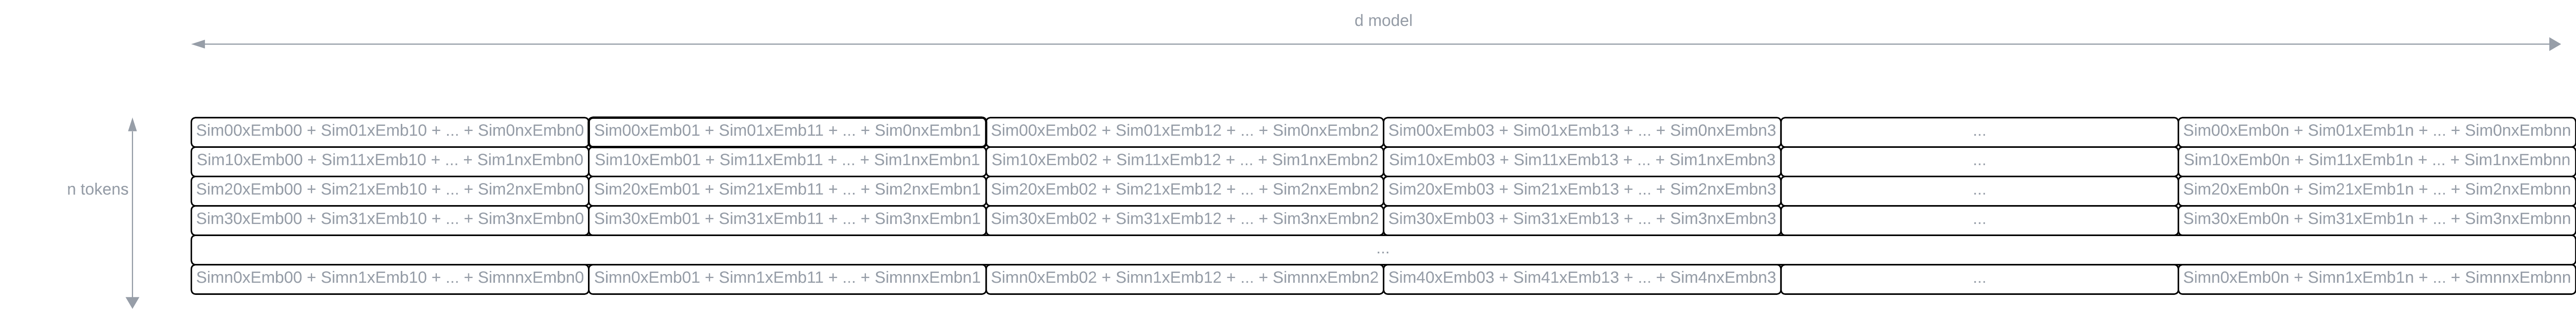 d model
Sim00xEmb00 + Sim01xEmb10 + ... + Sim0nxEmbn0 Sim00xEmb01 + Sim01xEmb11 + ... + Sim0nxEmbn1 Sim00xEmb02 + Sim01xEmb12 + ... + Sim0nxEmbn2 Sim00xEmb03 + Sim01xEmb13 + ... + Sim0nxEmbn3 ... Sim00xEmb0n + Sim01xEmb1n + ... + Sim0nxEmbnn
Sim10xEmb00 + Sim11xEmb10 + ... + Sim1nxEmbn0 Sim10xEmb01 + Sim11xEmb11 + ... + Sim1nxEmbn1 Sim10xEmb02 + Sim11xEmb12 + ... + Sim1nxEmbn2 Sim10xEmb03 + Sim11xEmb13 + ... + Sim1nxEmbn3 ... Sim10xEmb0n + Sim11xEmb1n + ... + Sim1nxEmbnn
n tokens Sim20xEmb00 + Sim21xEmb10 + ... + Sim2nxEmbn0 Sim20xEmb01 + Sim21xEmb11 + ... + Sim2nxEmbn1 Sim20xEmb02 + Sim21xEmb12 + ... + Sim2nxEmbn2 Sim20xEmb03 + Sim21xEmb13 + ... + Sim2nxEmbn3 ... Sim20xEmb0n + Sim21xEmb1n + ... + Sim2nxEmbnn
Sim30xEmb00 + Sim31xEmb10 + ... + Sim3nxEmbn0 Sim30xEmb01 + Sim31xEmb11 + ... + Sim3nxEmbn1 Sim30xEmb02 + Sim31xEmb12 + ... + Sim3nxEmbn2 Sim30xEmb03 + Sim31xEmb13 + ... + Sim3nxEmbn3 ... Sim30xEmb0n + Sim31xEmb1n + ... + Sim3nxEmbnn
...
Simn0xEmb00 + Simn1xEmb10 + ... + SimnnxEmbn0 Simn0xEmb01 + Simn1xEmb11 + ... + SimnnxEmbn1 Simn0xEmb02 + Simn1xEmb12 + ... + SimnnxEmbn2 Sim40xEmb03 + Sim41xEmb13 + ... + Sim4nxEmbn3 ... Simn0xEmb0n + Simn1xEmb1n + ... + SimnnxEmbnn